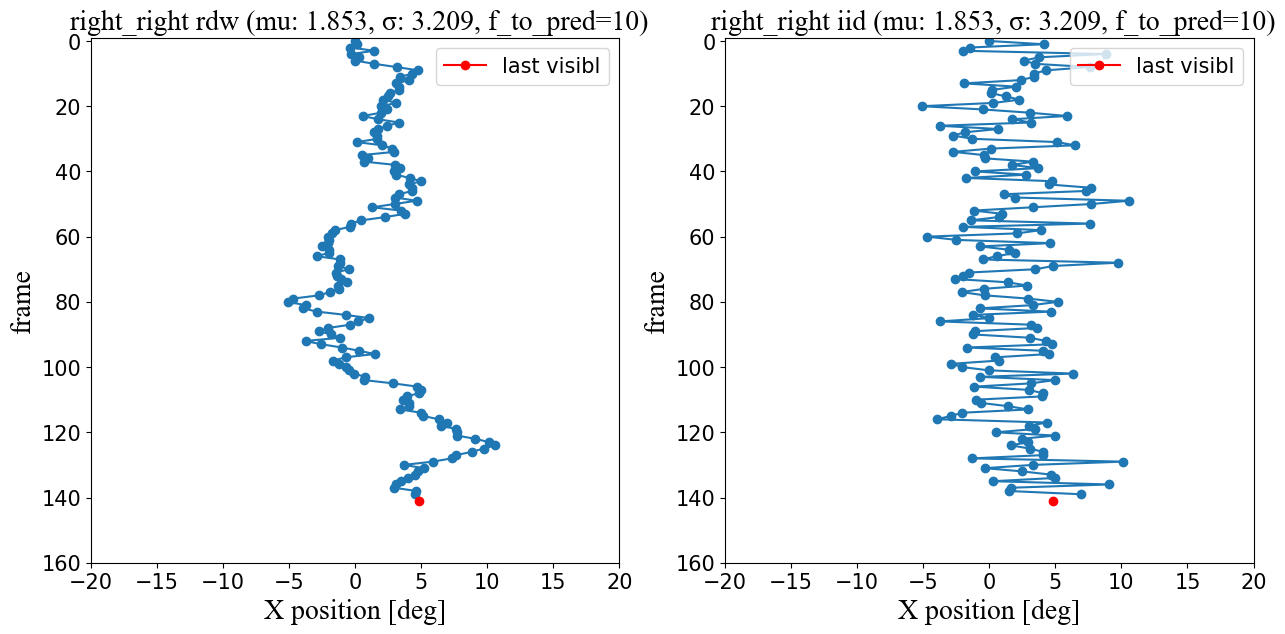 right_right rdw (mu: 1.853, σ: 3.209, f_to_pred=10)
0
20
40
60
80
100
120
140
160
frame
−20 −15 −10 −5 0 5 10 15 20
X position [deg]
last visibl
right_right iid (mu: 1.853, σ: 3.209, f_to_pred=10)
0
20
40
60
80
100
120
140
160
frame
−20 −15 −10 −5 0 5 10 15 20
X position [deg]
last visibl